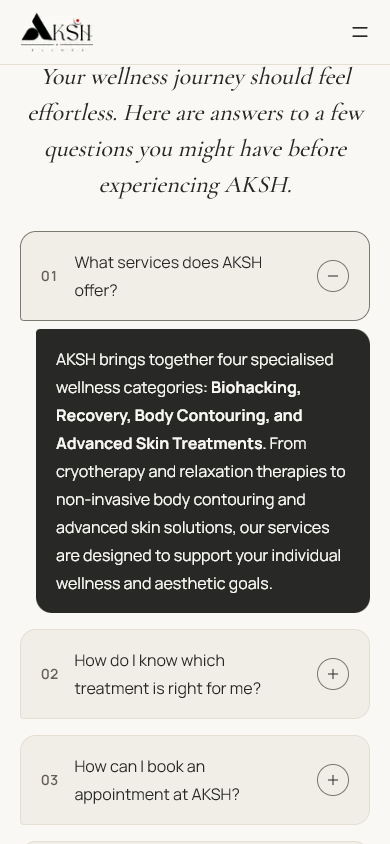 AKSH
Your wellness journey should feel
effortless. Here are answers to a few
questions you might have before
experiencing AKSH.
01
What services does AKSH
offer?
AKSH brings together four specialised
wellness categories: Biohacking,
Recovery, Body Contouring, and
Advanced Skin Treatments. From
cryotherapy and relaxation therapies to
non-invasive body contouring and
advanced skin solutions, our services
are designed to support your individual
wellness and aesthetic goals.
02
How do I know which
treatment is right for me?
03
How can I book an
appointment at AKSH?